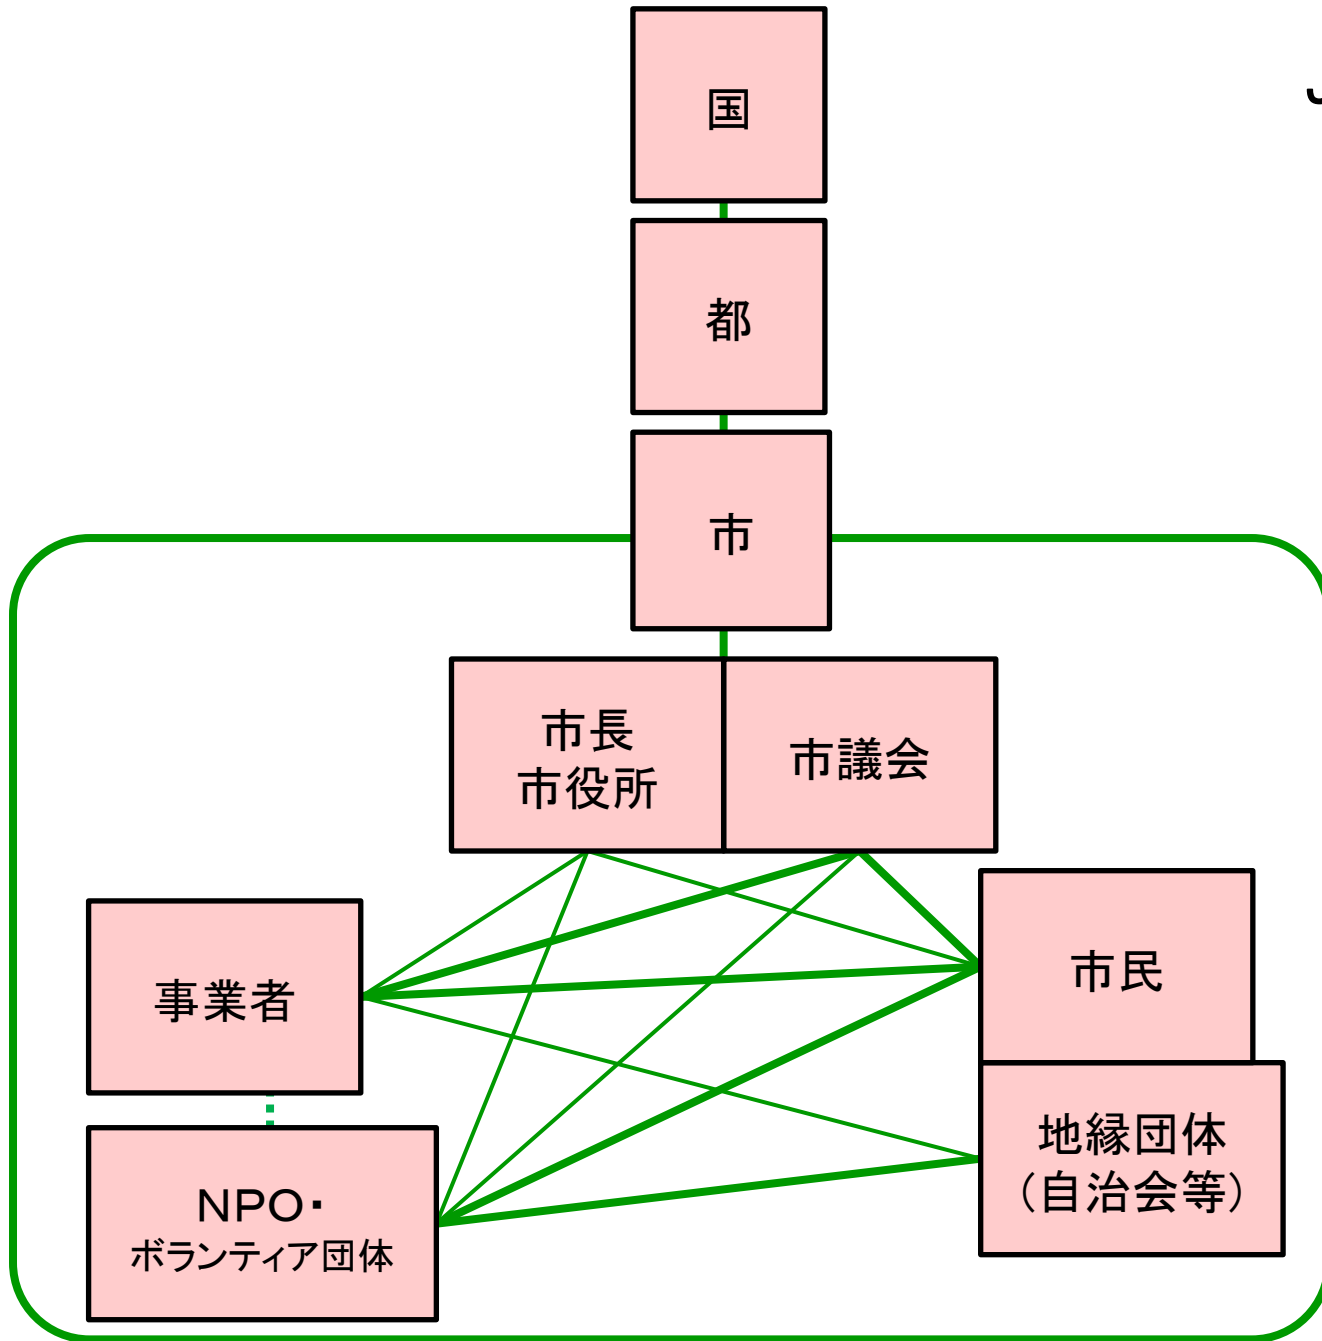 国
都
市
市長
市役所
市議会
事業者
市民
NPO・
ボランティア団体
地縁団体
（自治会等）